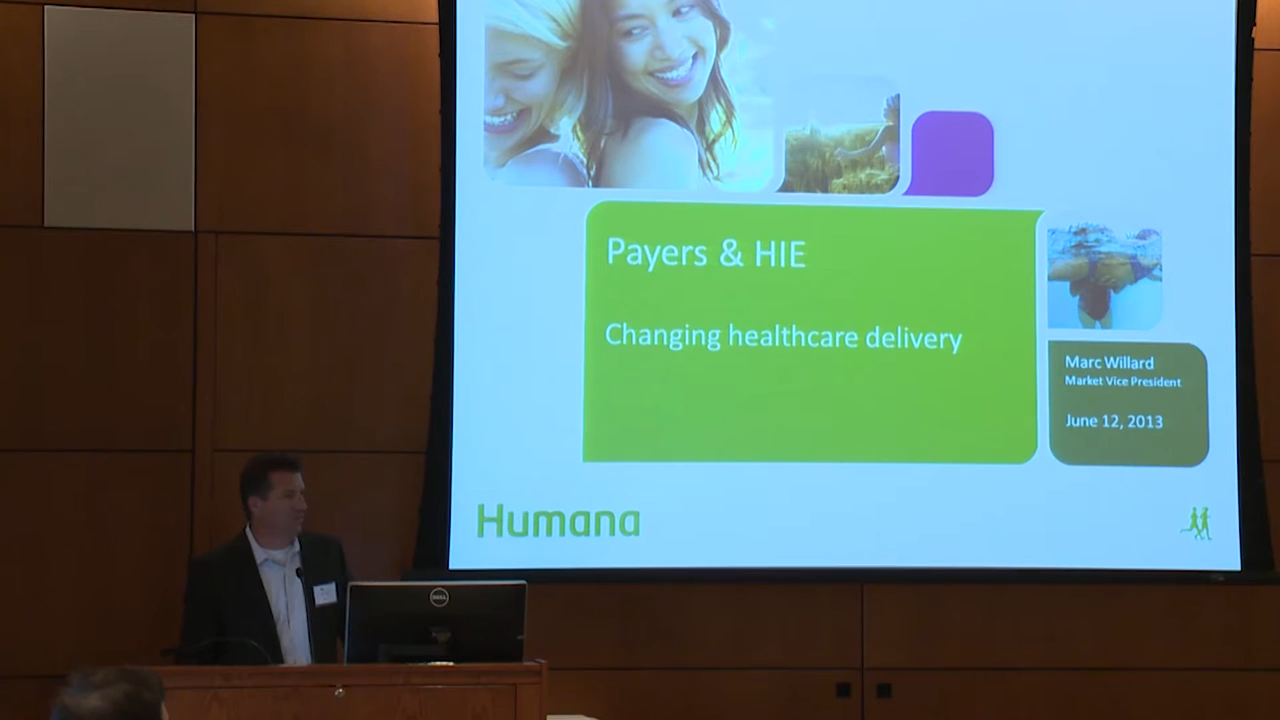 Payers & HIE
Changing healthcare delivery
Marc Willard
Market Vice President
June 12, 2013
Humana
DELL